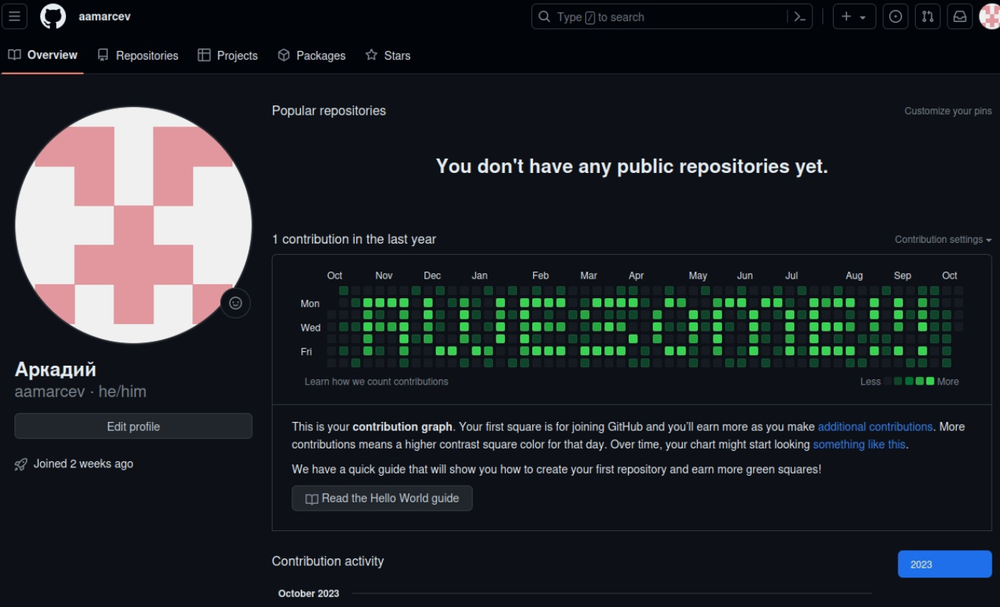 aamarcev
Type / to search
Overview
Repositories
Projects
Packages
Stars
Popular repositories
Customize your pins
You don't have any public repositories yet.
1 contribution in the last year
Contribution settings
Oct Nov Dec Jan Feb Mar Apr May Jun Jul Aug Sep Oct
Mon
Wed
Fri
Learn how we count contributions
Less More
This is your contribution graph. Your first square is for joining GitHub and you'll earn more as you make additional contributions. More
contributions means a higher contrast square color for that day. Over time, your chart might start looking something like this.
We have a quick guide that will show you how to create your first repository and earn more green squares!
Read the Hello World guide
Аркадий
aamarcev · he/him
Edit profile
Joined 2 weeks ago
Contribution activity
2023
October 2023